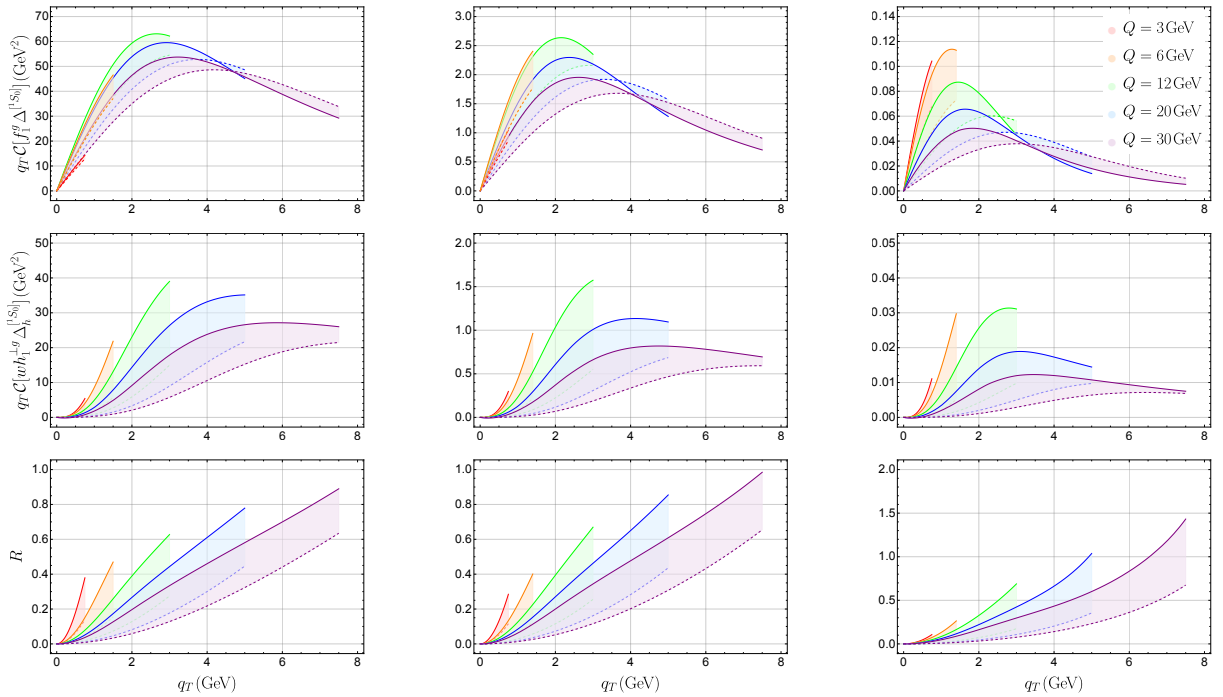 q_T C[f_1^g Δ^{[^1S_0]}] (GeV^2)
70
60
50
40
30
20
10
0
0 2 4 6 8
3.0
2.5
2.0
1.5
1.0
0.5
0.0
0 2 4 6 8
0.14
0.12
0.10
0.08
0.06
0.04
0.02
0.00
0 2 4 6 8
Q = 3 GeV
Q = 6 GeV
Q = 12 GeV
Q = 20 GeV
Q = 30 GeV
q_T C[w h_1^{⊥g} Δ_h^{[^1S_0]}] (GeV^2)
50
40
30
20
10
0
0 2 4 6 8
2.0
1.5
1.0
0.5
0.0
0 2 4 6 8
0.05
0.04
0.03
0.02
0.01
0.00
0 2 4 6 8
R
1.0
0.8
0.6
0.4
0.2
0.0
0 2 4 6 8
q_T (GeV)
1.0
0.8
0.6
0.4
0.2
0.0
0 2 4 6 8
q_T (GeV)
2.0
1.5
1.0
0.5
0.0
0 2 4 6 8
q_T (GeV)